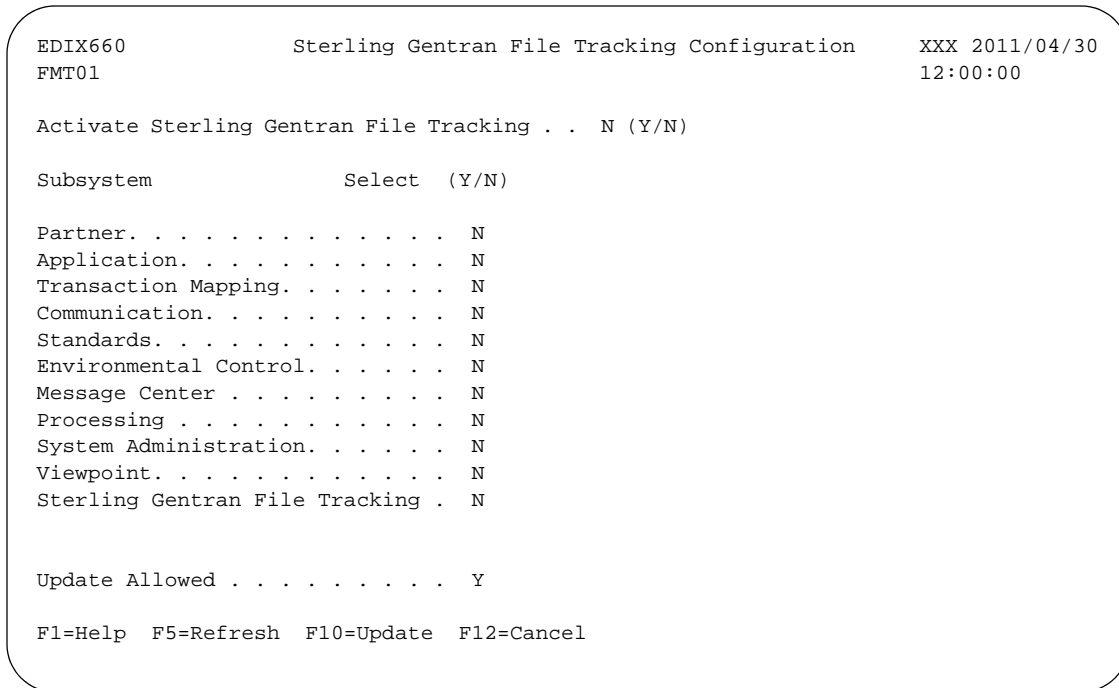 EDIX660 Sterling Gentran File Tracking Configuration XXX 2011/04/30
FMT01 12:00:00
Activate Sterling Gentran File Tracking . . N (Y/N)
Subsystem Select (Y/N)
Partner. . . . . . . . . . . . . N
Application. . . . . . . . . . . N
Transaction Mapping. . . . . . . N
Communication. . . . . . . . . . N
Standards. . . . . . . . . . . . N
Environmental Control. . . . . . N
Message Center . . . . . . . . . N
Processing . . . . . . . . . . . N
System Administration. . . . . . N
Viewpoint. . . . . . . . . . . . N
Sterling Gentran File Tracking . N
Update Allowed . . . . . . . . . Y
F1=Help F5=Refresh F10=Update F12=Cancel